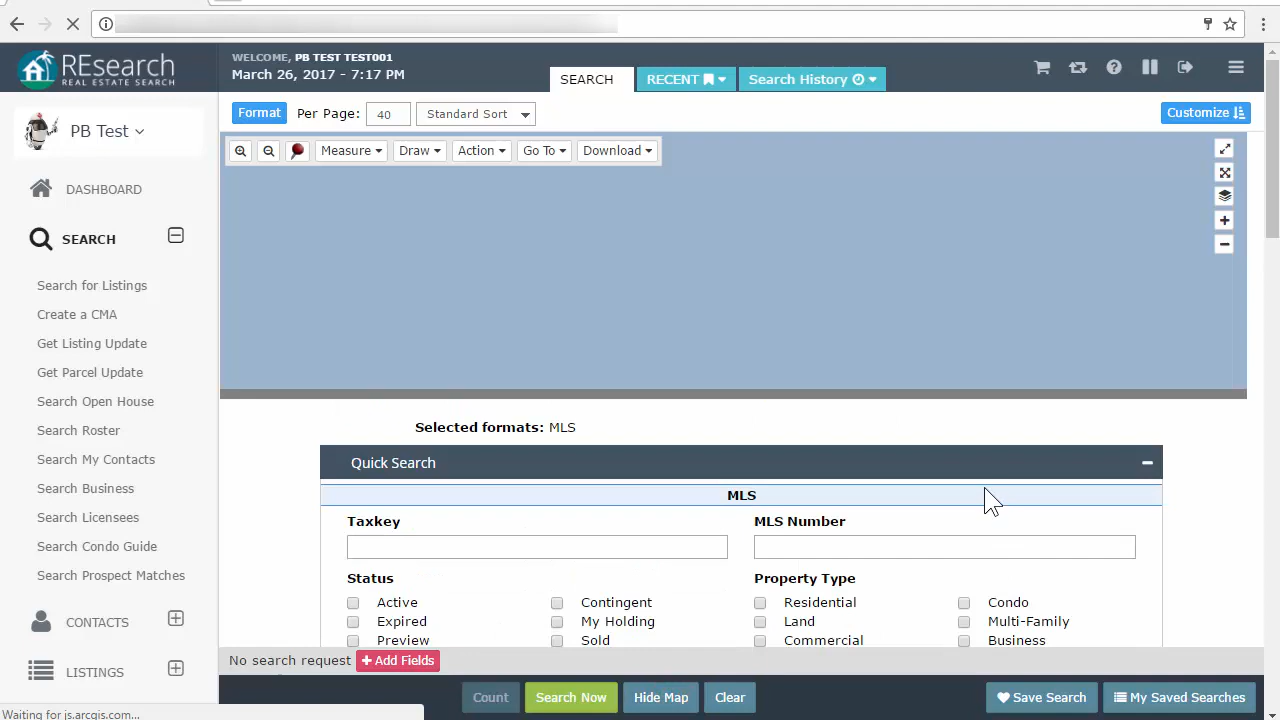 REsearch
REAL ESTATE SEARCH
WELCOME, PB TEST TEST001
March 26, 2017 - 7:17 PM
SEARCH
RECENT
Search History
PB Test
Format
Per Page:
40
Standard Sort
Customize
Measure
Draw
Action
Go To
Download
DASHBOARD
SEARCH
Search for Listings
Create a CMA
Get Listing Update
Get Parcel Update
Search Open House
Search Roster
Search My Contacts
Search Business
Search Licensees
Search Condo Guide
Search Prospect Matches
CONTACTS
LISTINGS
Selected formats: MLS
Quick Search
MLS
Taxkey
MLS Number
Status
Property Type
Active
Contingent
Residential
Condo
Expired
My Holding
Land
Multi-Family
Preview
Sold
Commercial
Business
No search request
Add Fields
Count
Search Now
Hide Map
Clear
Save Search
My Saved Searches
Waiting for js.arcgis.com...